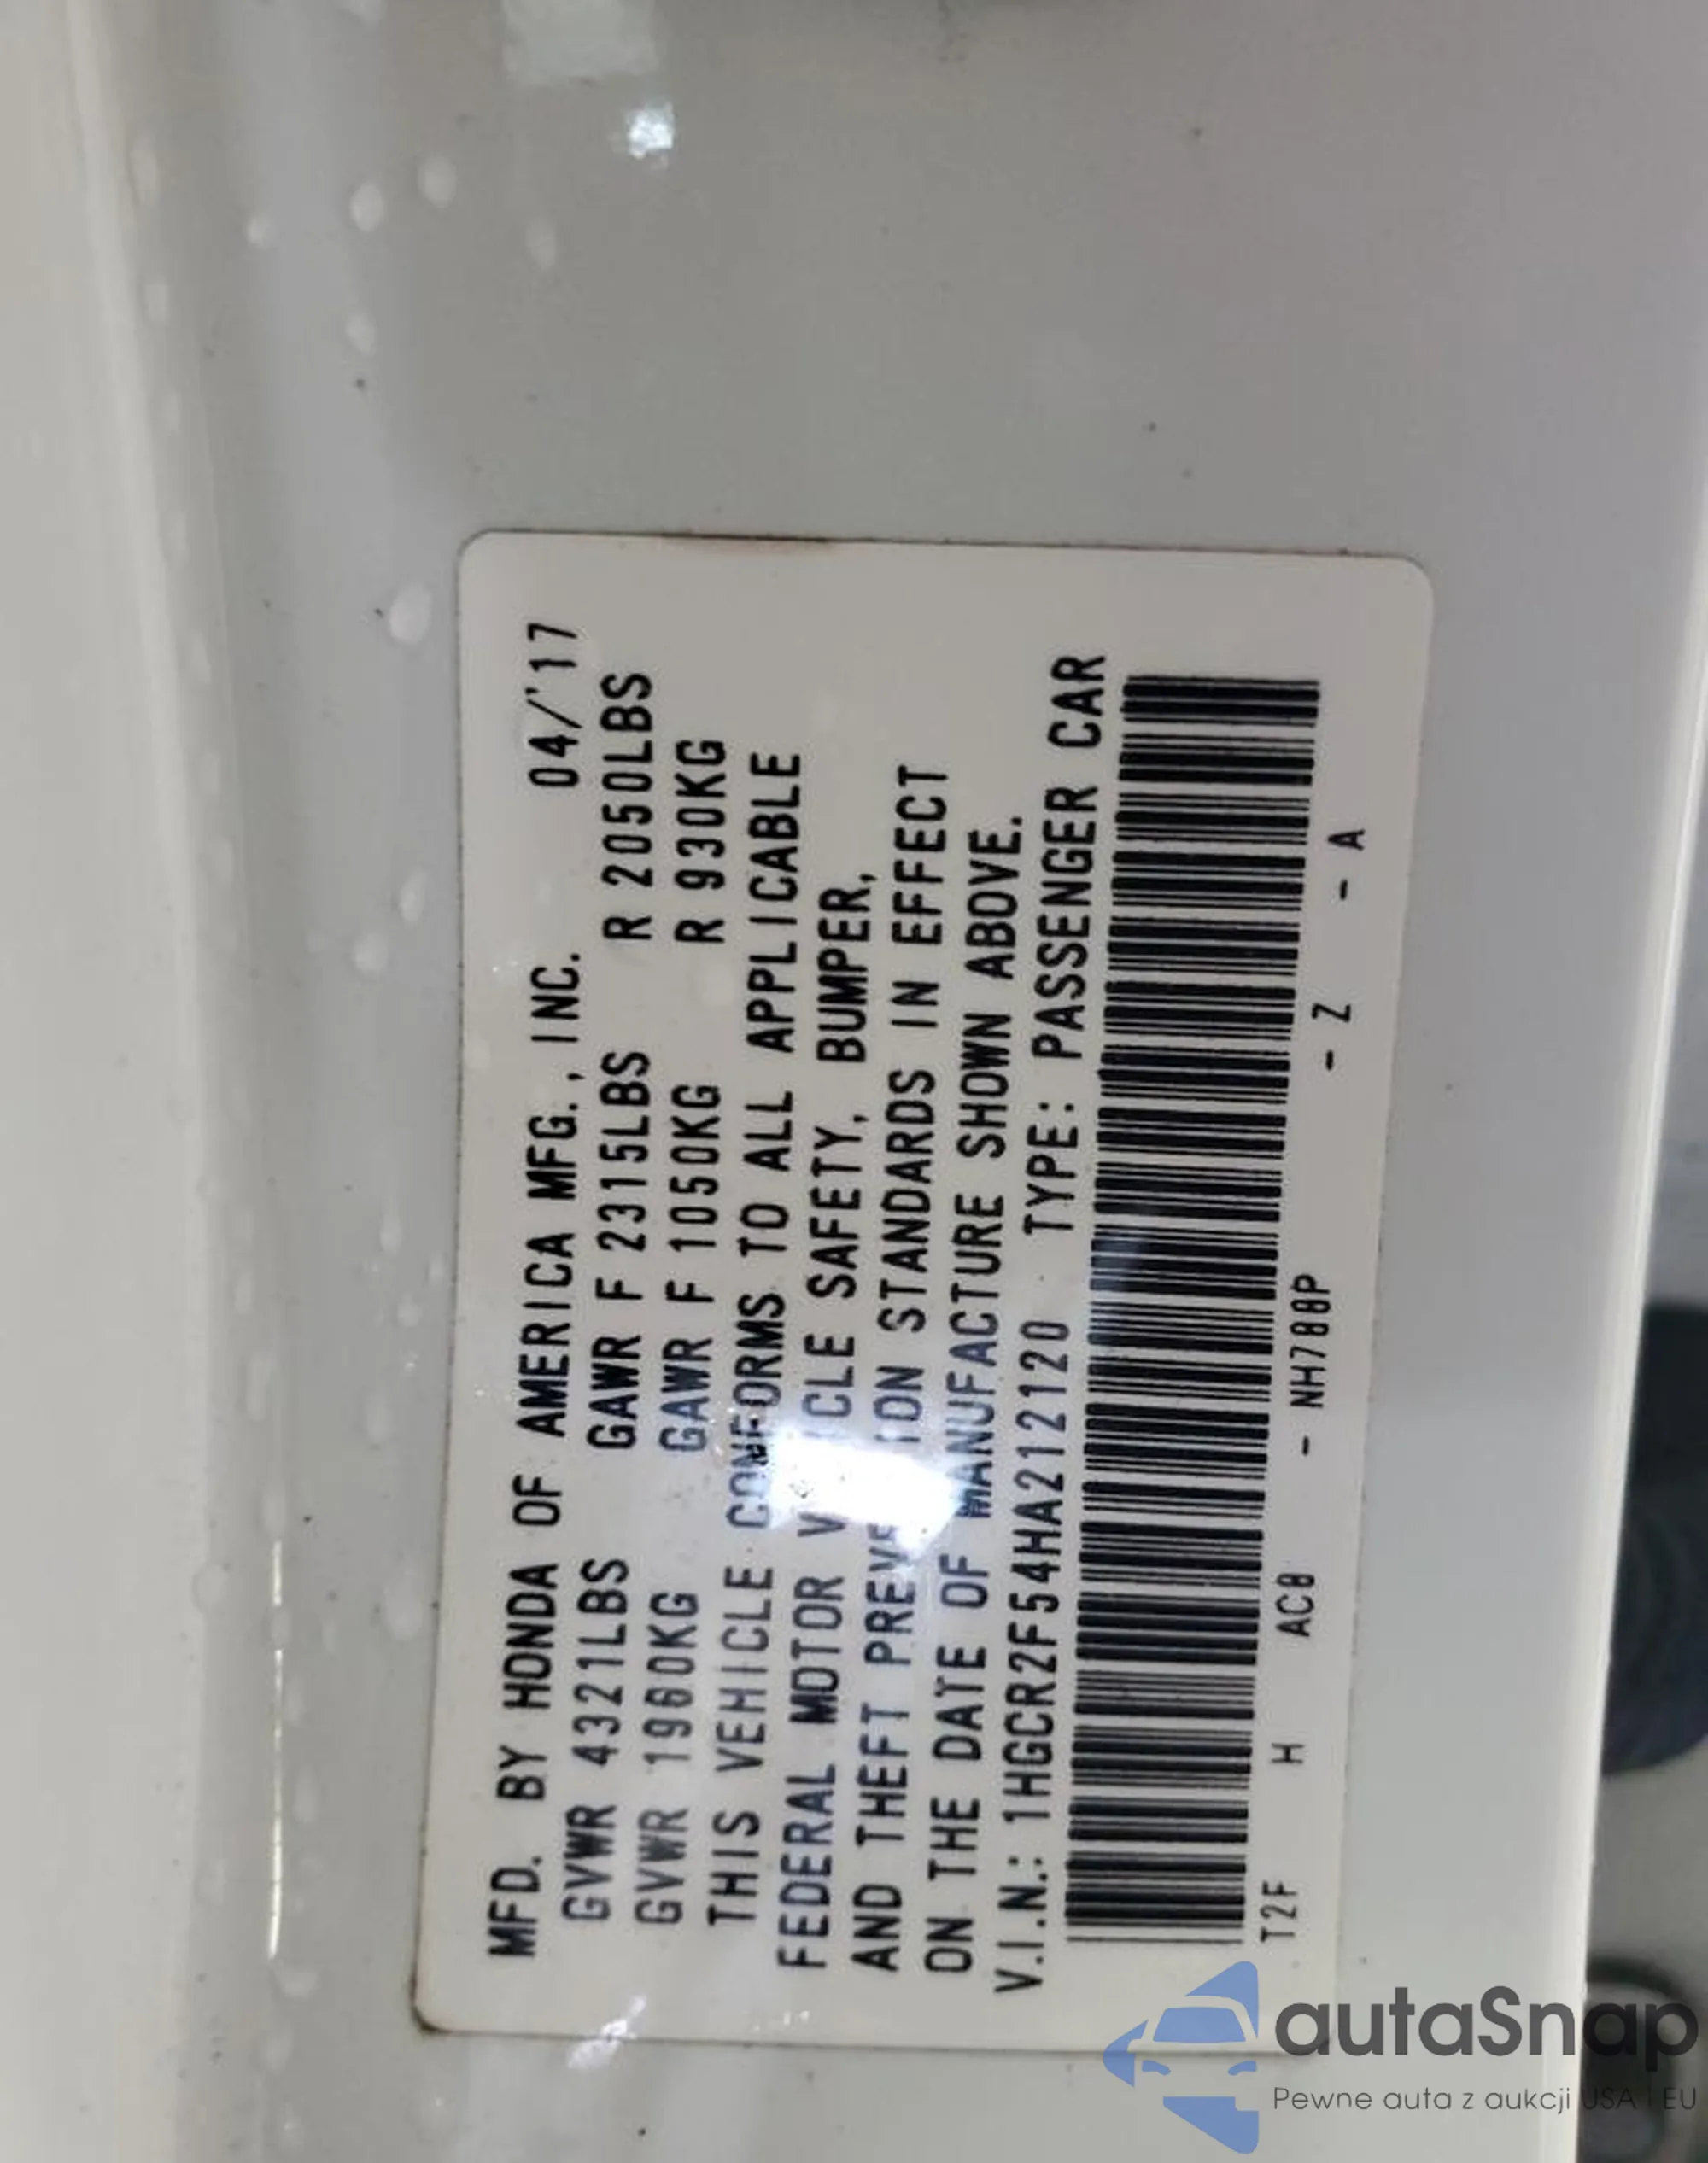 MFD. BY HONDA OF AMERICA MFG., INC. 04/'17
GVWR 4321LBS GAWR F 2315LBS R 2050LBS
GVWR 1960KG GAWR F 1050KG R 930KG
THIS VEHICLE CONFORMS TO ALL APPLICABLE
FEDERAL MOTOR SAFETY, BUMPER,
AND THEFT STANDARDS IN EFFECT
ON THE DATE OF MANUFACTURE SHOWN ABOVE.
V.I.N.: 1HGCR2F54HA212120 TYPE: PASSENGER CAR
T2F H AC8 - NH788P - Z - A
autaSnap
Pewne auta z aukcji USA i EU